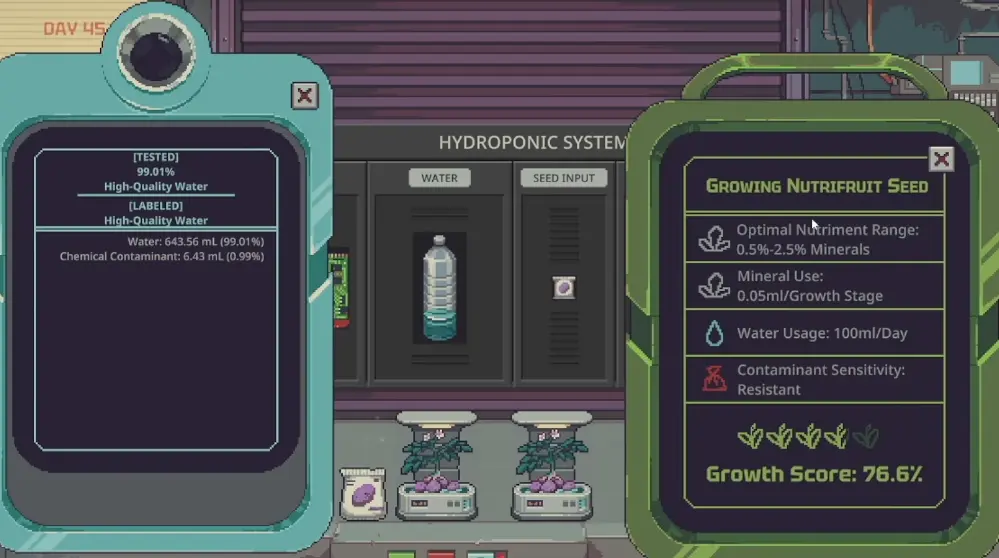 DAY 45
[TESTED]
99.01%
High-Quality Water
[LABELED]
High-Quality Water
Water: 643.56 mL (99.01%)
Chemical Contaminant: 6.43 mL (0.99%)
HYDROPONIC SYSTEM
WATER
SEED INPUT
GROWING NUTRIFRUIT SEED
Optimal Nutriment Range:
0.5%-2.5% Minerals
Mineral Use:
0.05ml/Growth Stage
Water Usage: 100ml/Day
Contaminant Sensitivity:
Resistant
Growth Score: 76.6%